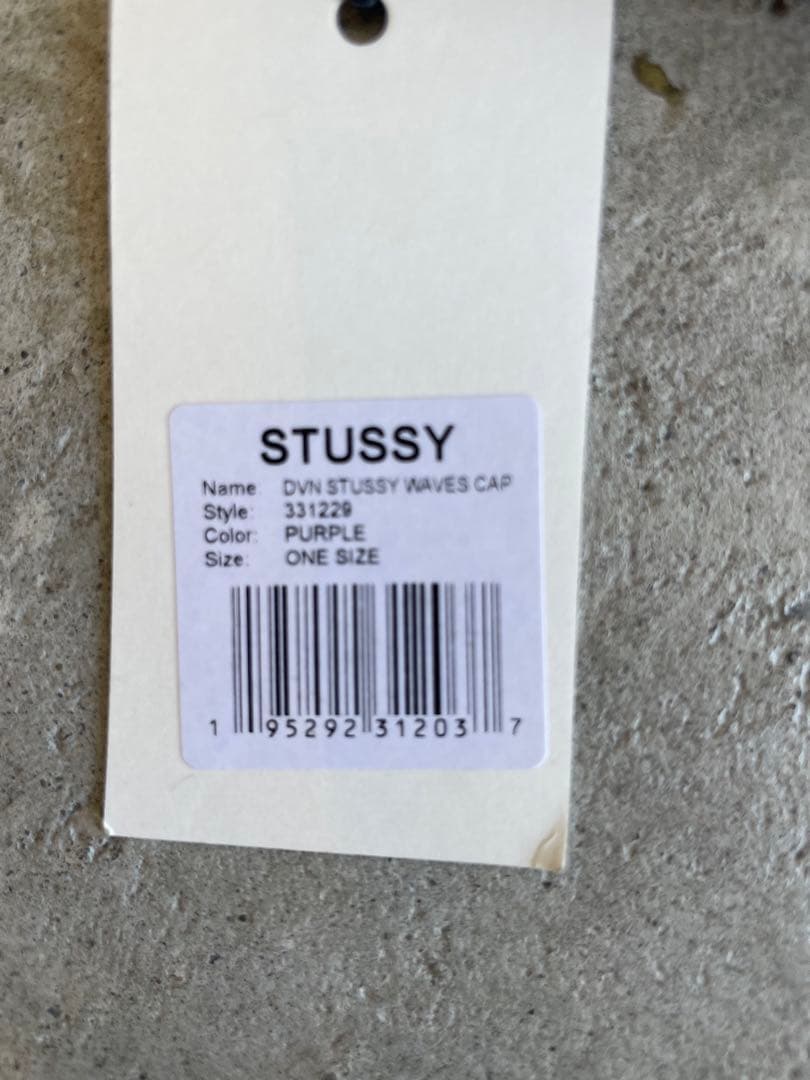 STUSSY
Name: DVN STUSSY WAVES CAP
Style: 331229
Color: PURPLE
Size: ONE SIZE
1 95292 31203 7